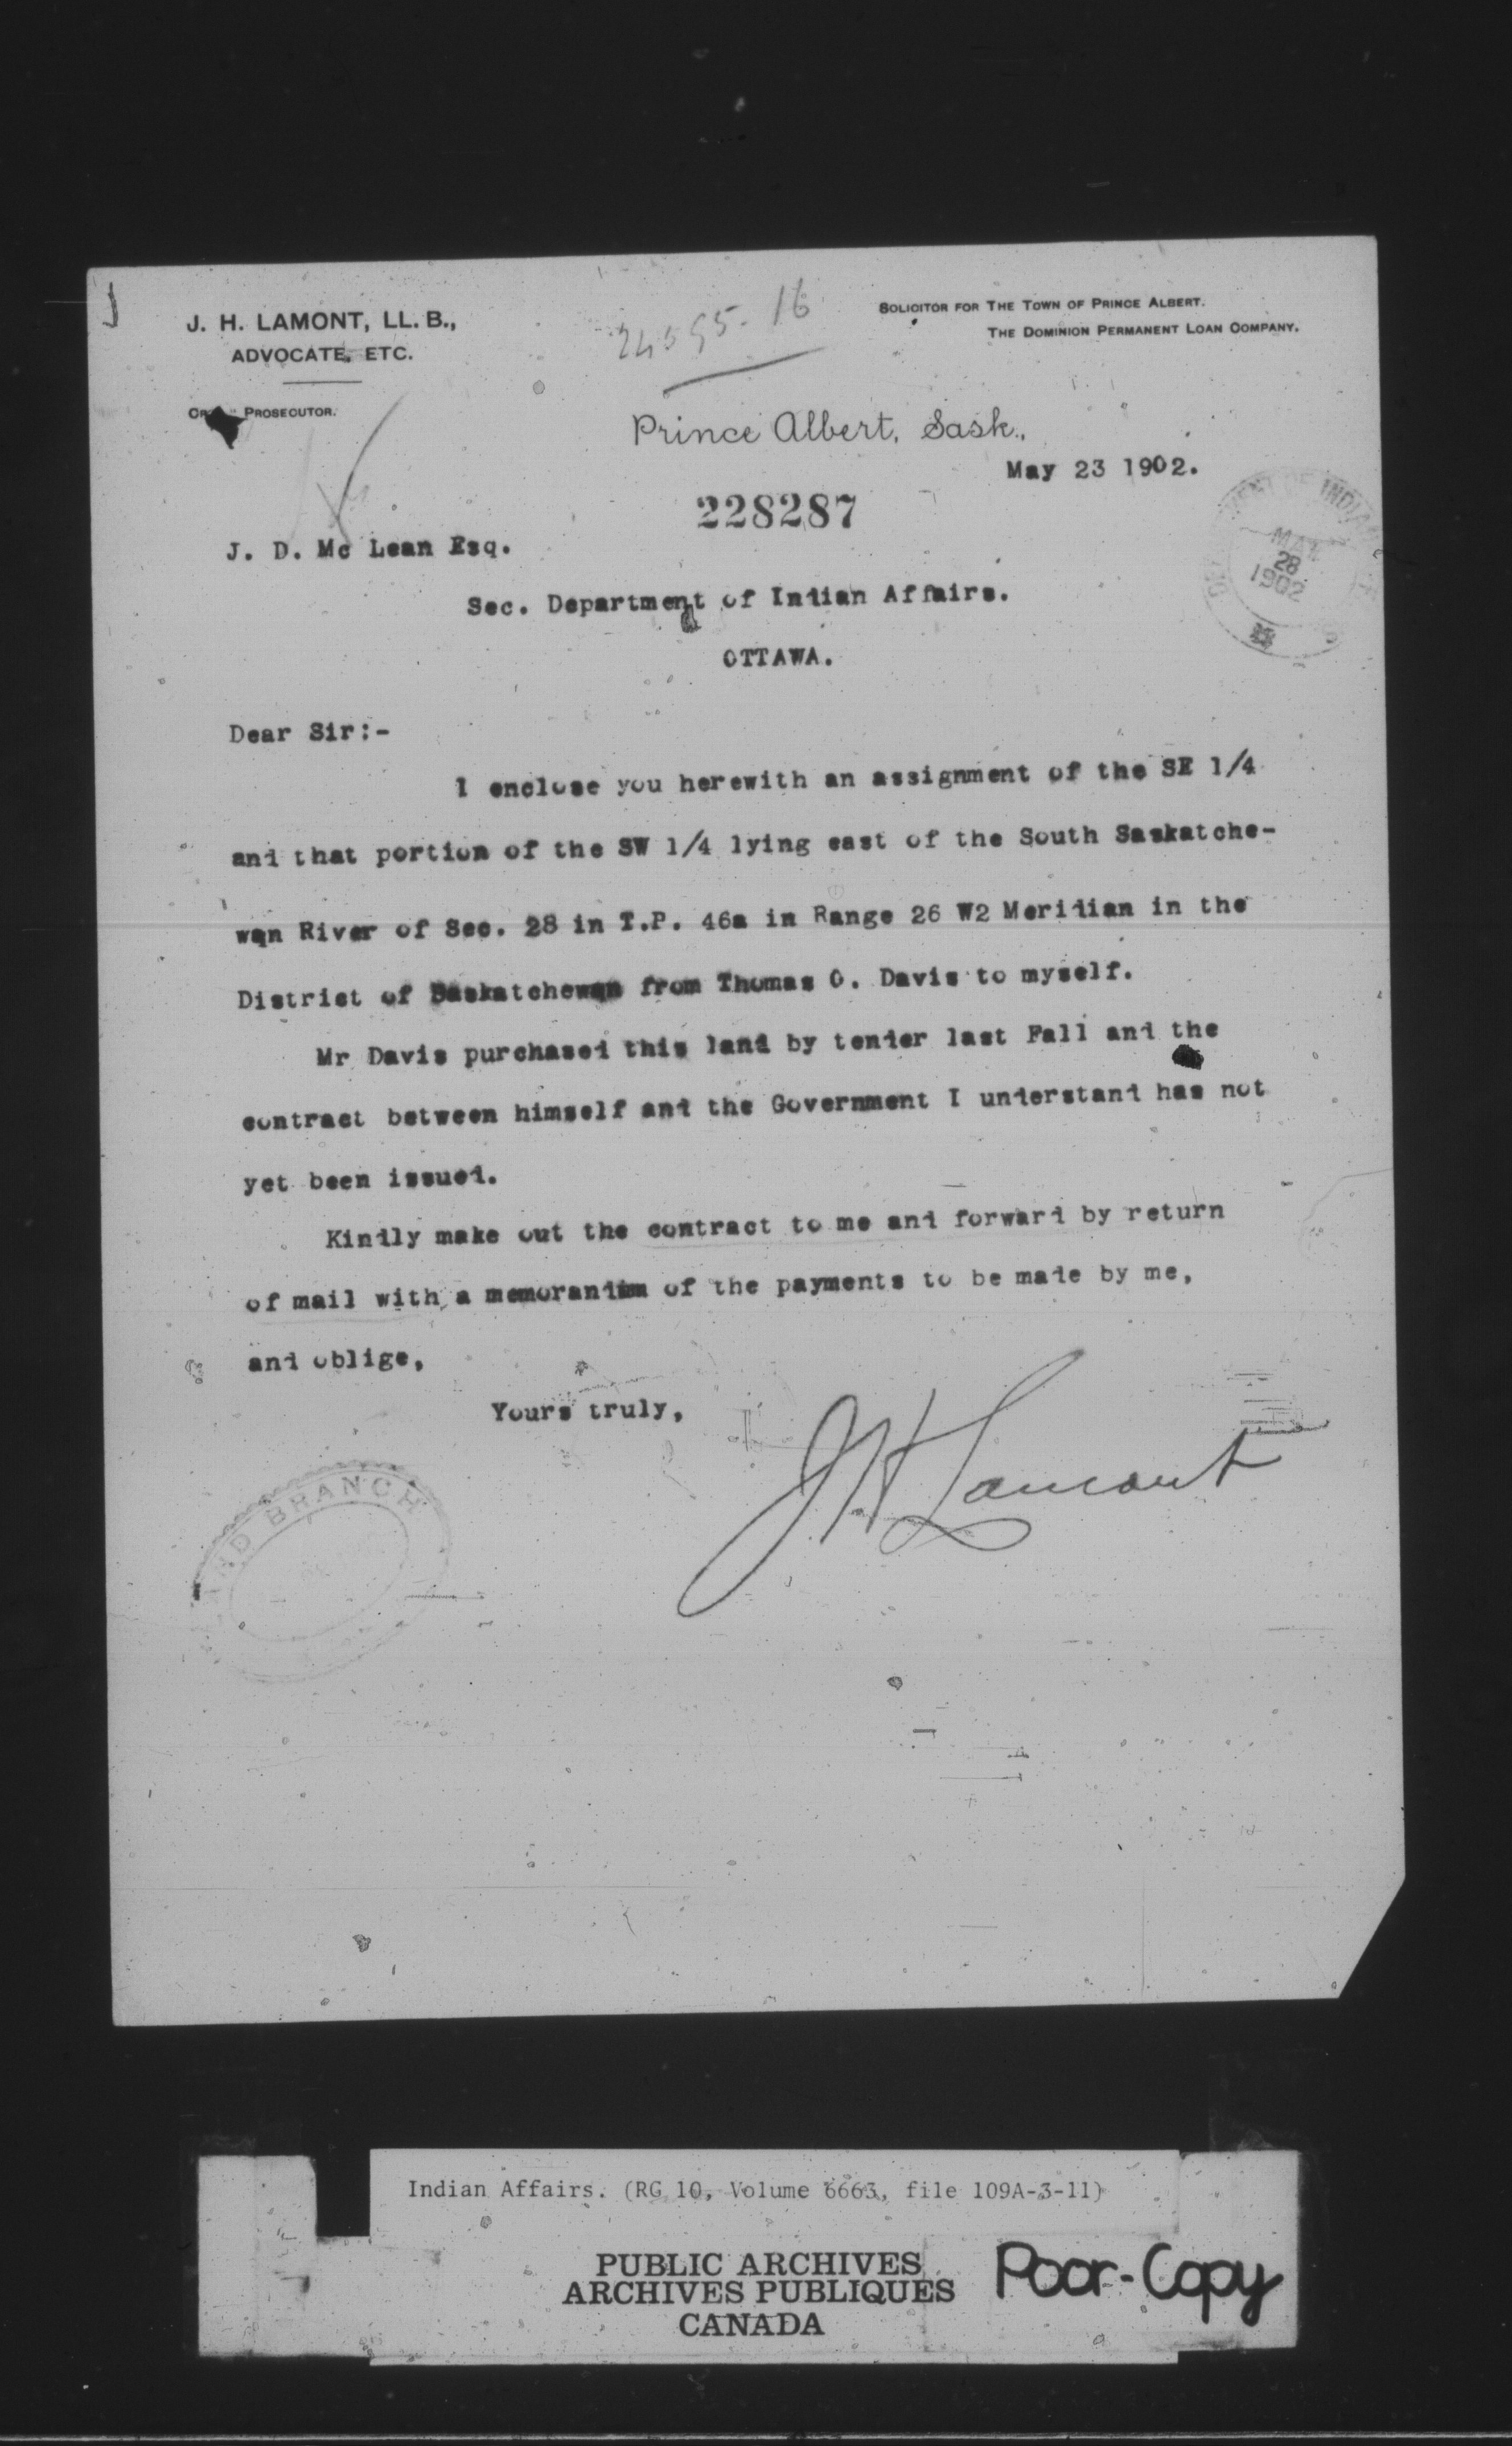 J. H. LAMONT, LL. B.,
ADVOCATE, ETC.
PROSECUTOR.
24595-16
SOLICITOR FOR THE TOWN OF PRINCE ALBERT.
THE DOMINION PERMANENT LOAN COMPANY.
Prince Albert, Sask.,
May 23 1902.
228287
MAY
28
1902
J. D. Mc Lean Esq.
Sec. Department of Indian Affairs.
OTTAWA.
Dear Sir:-
I enclose you herewith an assignment of the SE 1/4
and that portion of the SW 1/4 lying east of the South Saskatche-
wan River of Sec. 28 in T.P. 46a in Range 26 W2 Meridian in the
District of Saskatchewan from Thomas O. Davis to myself.
Mr Davis purchased this land by tender last Fall and the
contract between himself and the Government I understand has not
yet been issued.
Kindly make out the contract to me and forward by return
of mail with a memorandum of the payments to be made by me,
and oblige,
Yours truly,
JH Lamont
LAND BRANCH
Indian Affairs. (RG 10, Volume 6663, file 109A-3-11)
PUBLIC ARCHIVES
ARCHIVES PUBLIQUES
CANADA
Poor-Copy